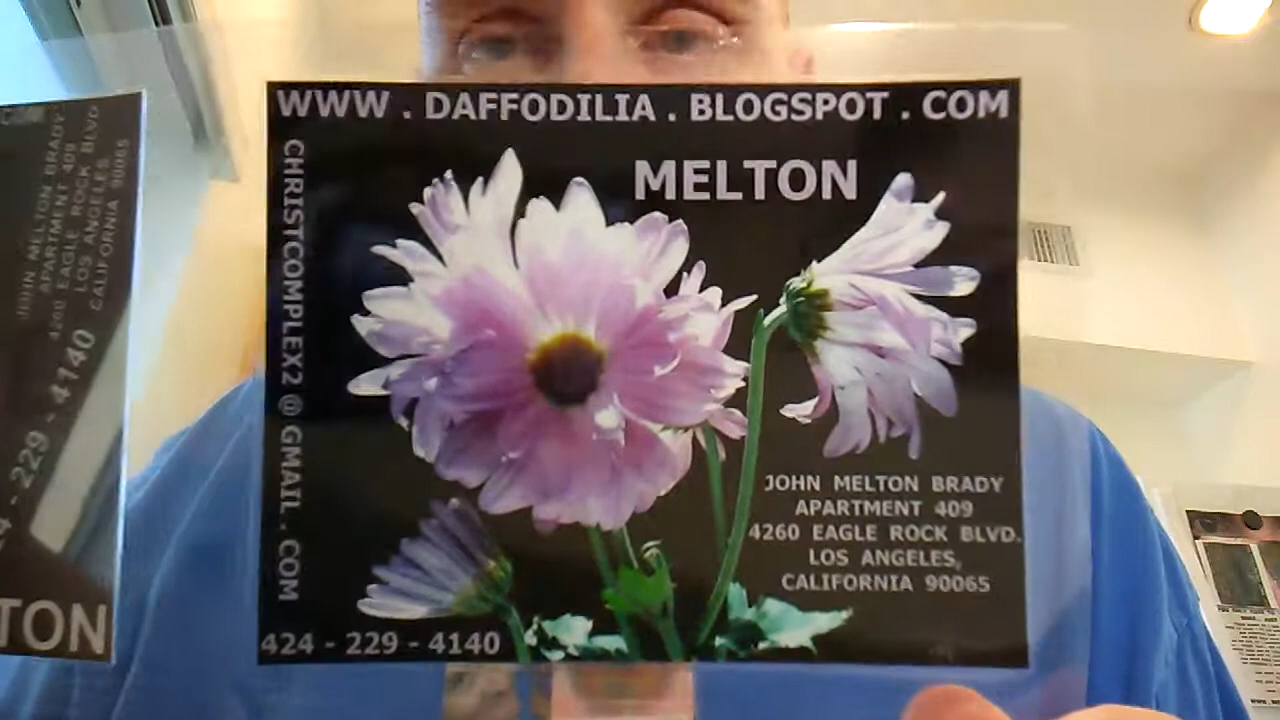 WWW . DAFFODILIA . BLOGSPOT . COM
MELTON
CHRISTCOMPLEX2 @ GMAIL . COM
JOHN MELTON BRADY
APARTMENT 409
4260 EAGLE ROCK BLVD.
LOS ANGELES,
CALIFORNIA 90065
424 - 229 - 4140
JOHN MELTON BRADY
APARTMENT 409
4260 EAGLE ROCK BLVD
LOS ANGELES
CALIFORNIA 90065
- 229 - 4140
TON